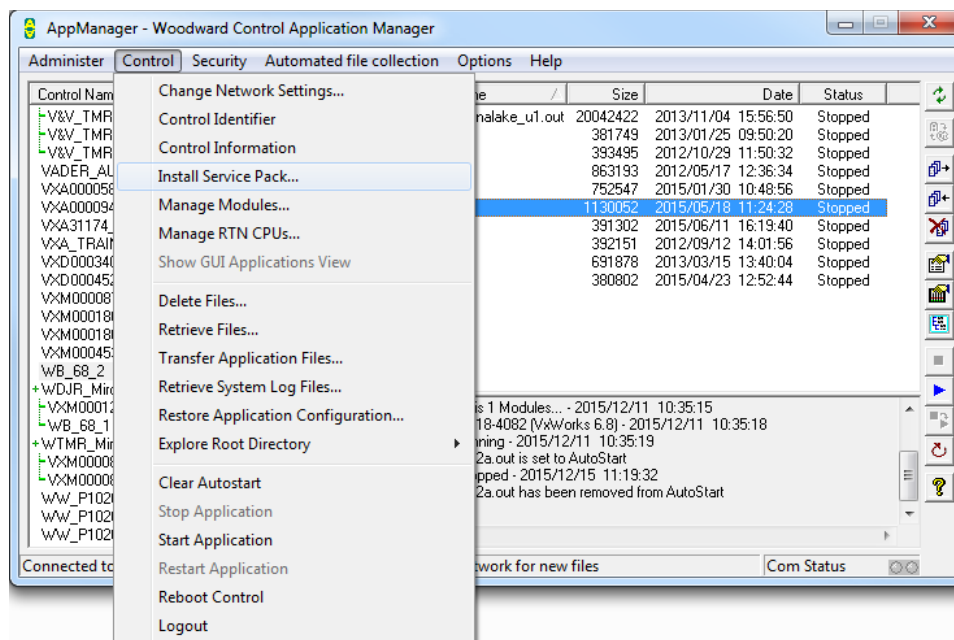 AppManager - Woodward Control Application Manager
Administer Control Security Automated file collection Options Help
Control Nam Size Date Status
V&V_TMR nalake_u1.out 20042422 2013/11/04 15:56:50 Stopped
V&V_TMR 381749 2013/01/25 09:50:20 Stopped
V&V_TMR 393495 2012/10/29 11:50:32 Stopped
VADER_AU 863193 2012/05/17 12:36:34 Stopped
VXA000058 752547 2015/01/30 10:48:56 Stopped
VXA000094 1130052 2015/05/18 11:24:28 Stopped
VXA31174_ 391302 2015/06/11 16:19:40 Stopped
VXA_TRAI 392151 2012/09/12 14:01:56 Stopped
VXD000340 691878 2013/03/15 13:40:04 Stopped
VXD000452 380802 2015/04/23 12:52:44 Stopped
VXM00008
VXM000180
VXM000180
VXM00045
WB_68_2
+WDJR_Miro
VXM00012
WB_68_1
+WTMR_Mir
VXM00008
VXM00008
WW_P102
WW_P102
WW_P102
Change Network Settings...
Control Identifier
Control Information
Install Service Pack...
Manage Modules...
Manage RTN CPUs...
Show GUI Applications View
Delete Files...
Retrieve Files...
Transfer Application Files...
Retrieve System Log Files...
Restore Application Configuration...
Explore Root Directory
Clear Autostart
Stop Application
Start Application
Restart Application
Reboot Control
Logout
is 1 Modules... - 2015/12/11 10:35:15
18-4082 (VxWorks 6.8) - 2015/12/11 10:35:18
nning - 2015/12/11 10:35:19
2a.out is set to AutoStart
pped - 2015/12/15 11:19:32
2a.out has been removed from AutoStart
Connected to twork for new files Com Status